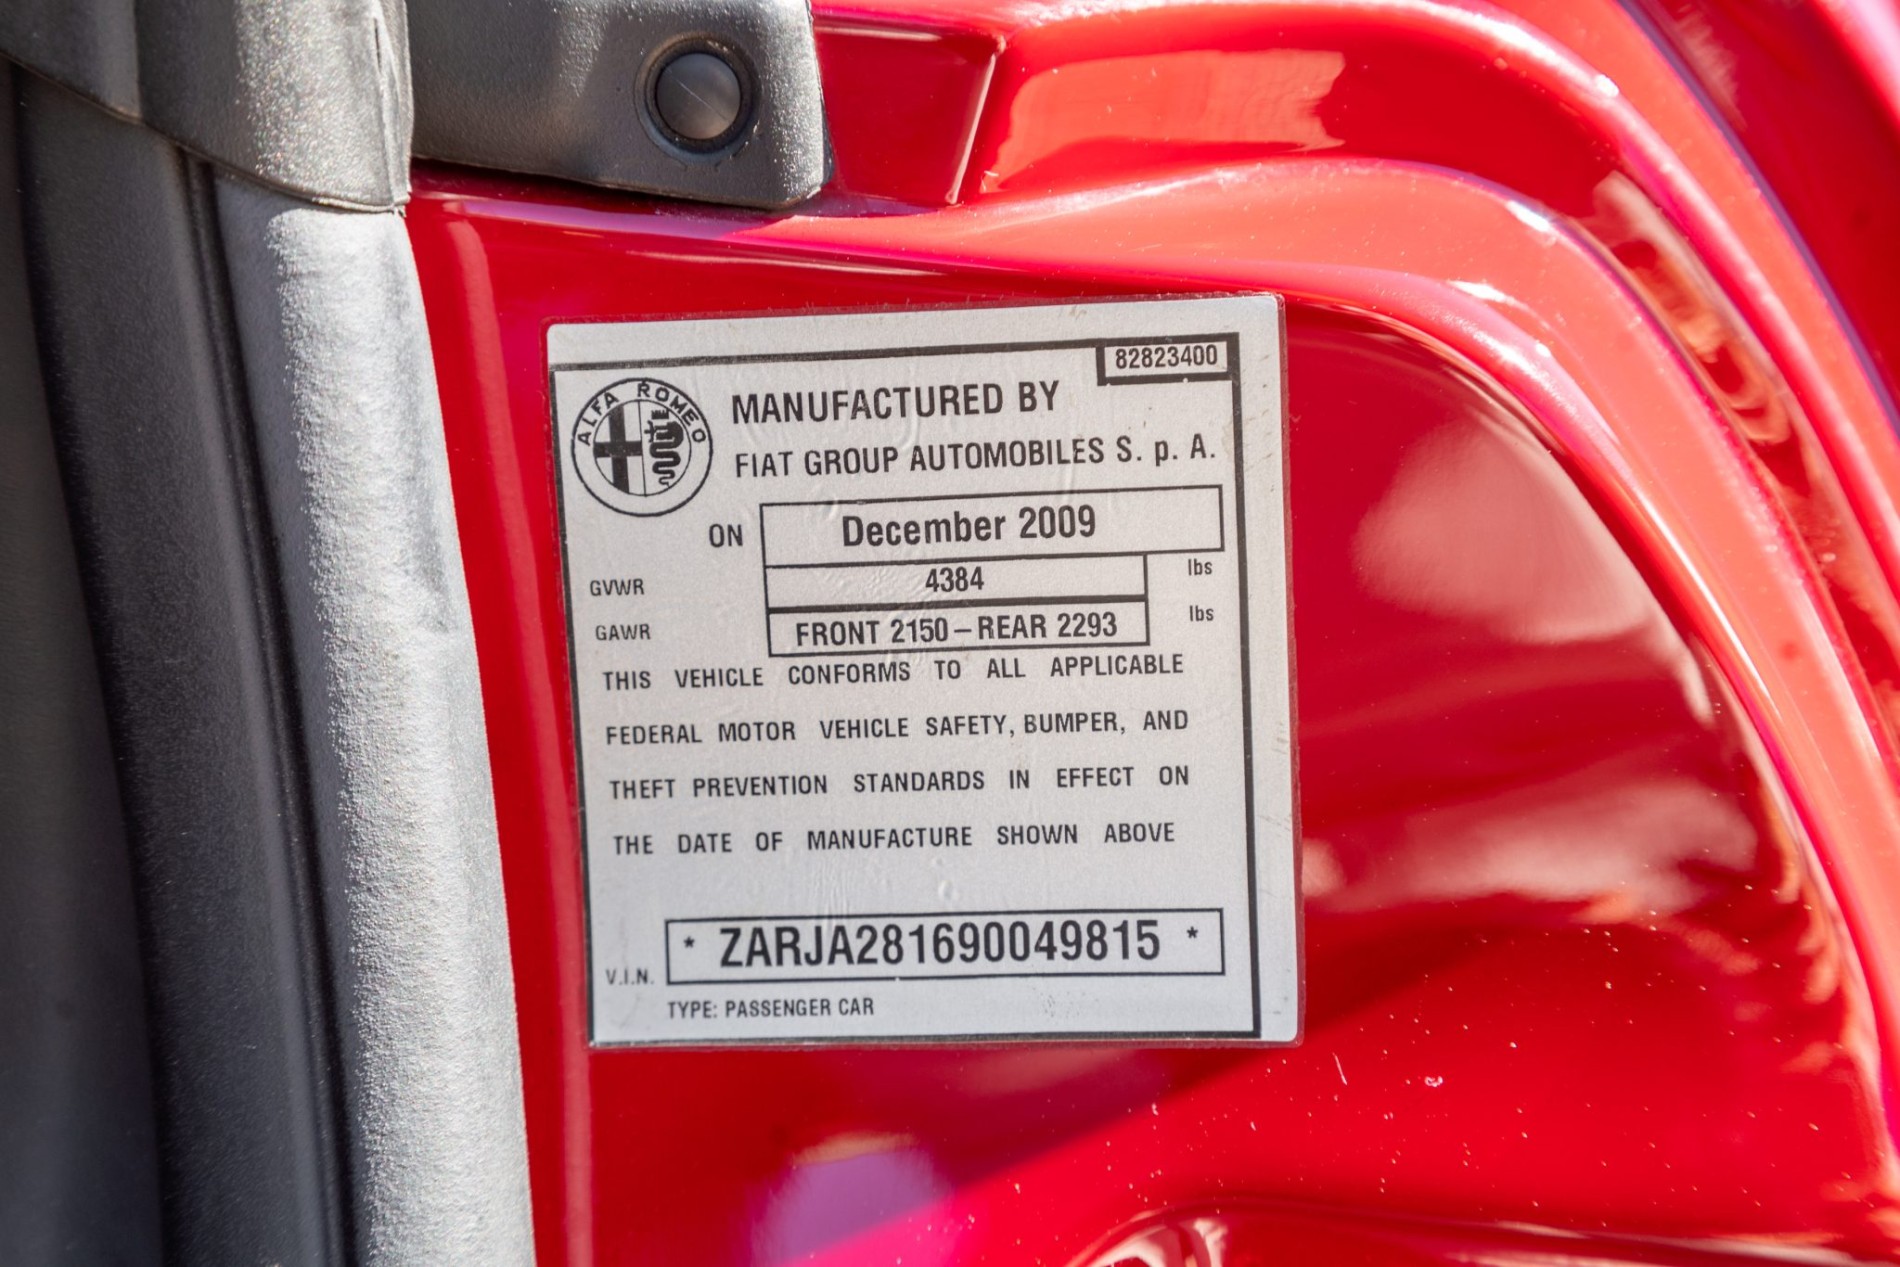 82823400
ALFA ROMEO
MANUFACTURED BY
FIAT GROUP AUTOMOBILES S. p. A.
ON December 2009
GVWR 4384 lbs
GAWR FRONT 2150 – REAR 2293 lbs
THIS VEHICLE CONFORMS TO ALL APPLICABLE
FEDERAL MOTOR VEHICLE SAFETY, BUMPER, AND
THEFT PREVENTION STANDARDS IN EFFECT ON
THE DATE OF MANUFACTURE SHOWN ABOVE
V.I.N. * ZARJA281690049815 *
TYPE: PASSENGER CAR